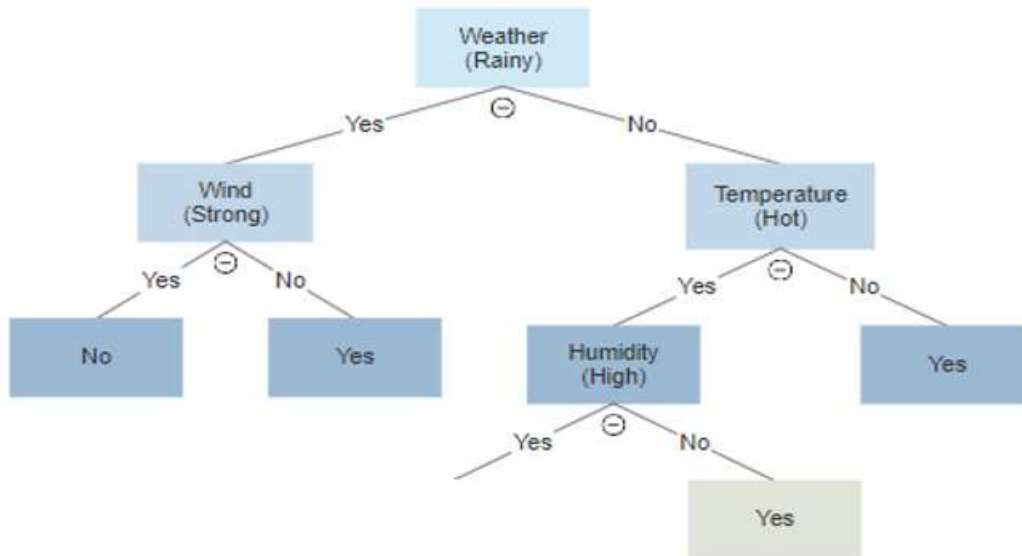 Weather
(Rainy)
Yes
No
Wind
(Strong)
Temperature
(Hot)
Yes
No
Yes
No
No
Yes
Humidity
(High)
Yes
Yes
No
Yes